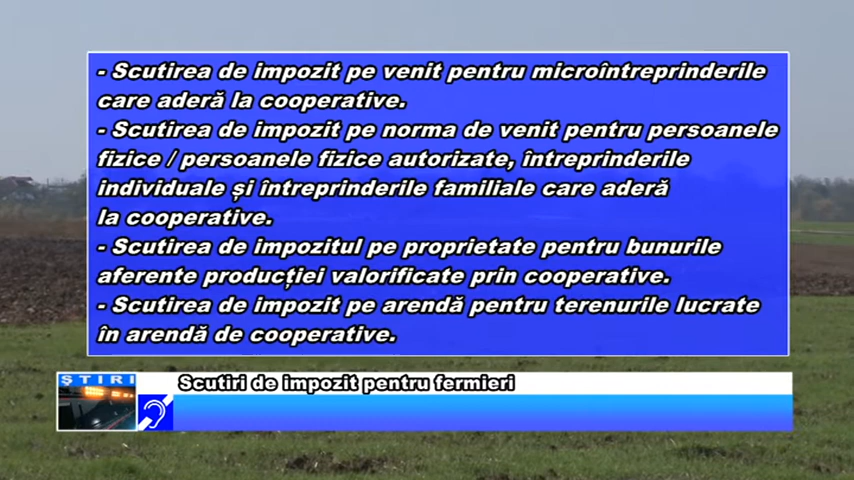 - Scutirea de impozit pe venit pentru microîntreprinderile
care aderă la cooperative.
- Scutirea de impozit pe norma de venit pentru persoanele
fizice / persoanele fizice autorizate, întreprinderile
individuale și întreprinderile familiale care aderă
la cooperative.
- Scutirea de impozitul pe proprietate pentru bunurile
aferente producției valorificate prin cooperative.
- Scutirea de impozit pe arendă pentru terenurile lucrate
în arendă de cooperative.
ȘTIRI
Scutiri de impozit pentru fermieri